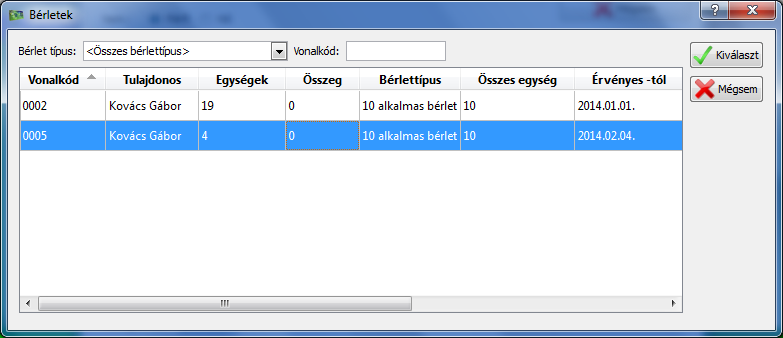 Bérletek
Bérlet típus: <Összes bérlettípus> Vonalkód:
Kiválaszt
Mégsem
Vonalkód Tulajdonos Egységek Összeg Bérlettípus Összes egység Érvényes -tól
0002 Kovács Gábor 19 0 10 alkalmas bérlet 10 2014.01.01.
0005 Kovács Gábor 4 0 10 alkalmas bérlet 10 2014.02.04.